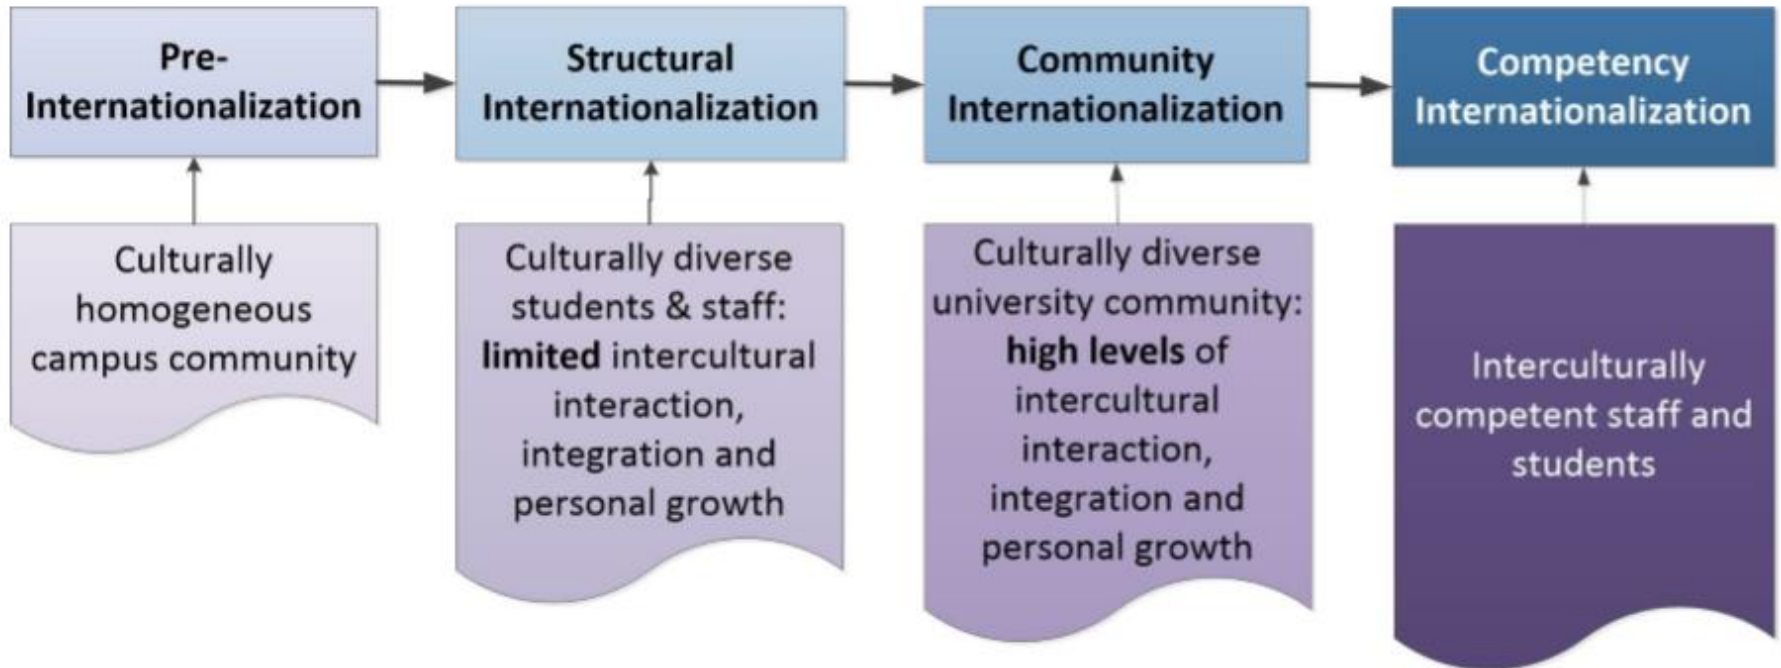 Pre-
Internationalization
Structural
Internationalization
Community
Internationalization
Competency
Internationalization
Culturally
homogeneous
campus community
Culturally diverse
students & staff:
limited intercultural
interaction,
integration and
personal growth
Culturally diverse
university community:
high levels of
intercultural
interaction,
integration and
personal growth
Interculturally
competent staff and
students